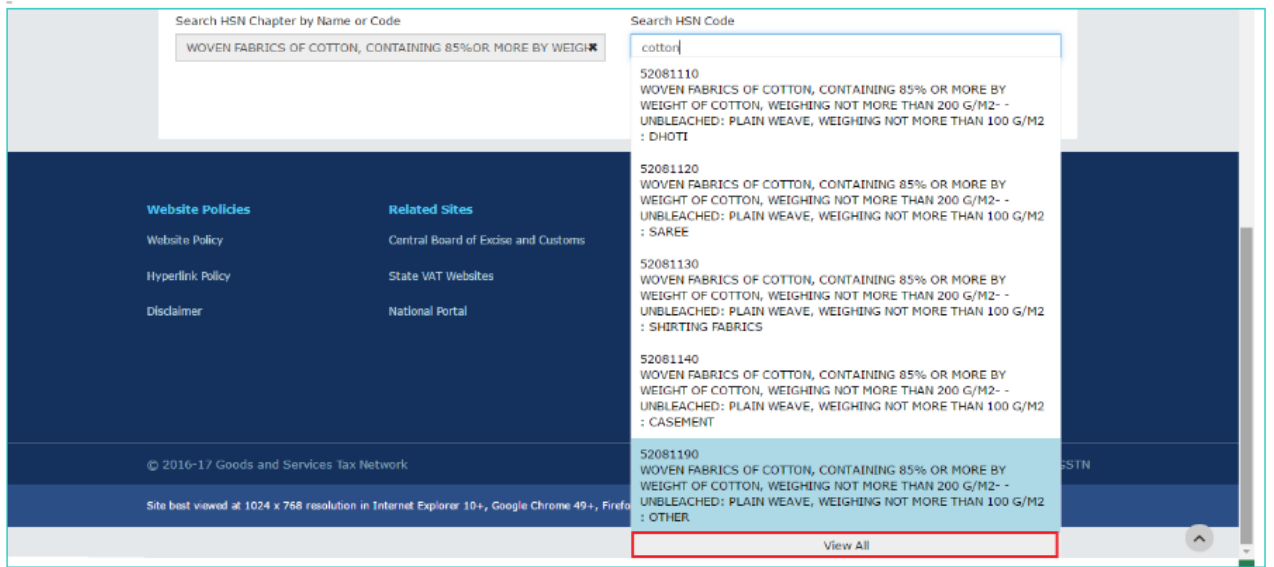 Search HSN Chapter by Name or Code
WOVEN FABRICS OF COTTON, CONTAINING 85%OR MORE BY WEIGH
Search HSN Code
cotton
52081110
WOVEN FABRICS OF COTTON, CONTAINING 85% OR MORE BY
WEIGHT OF COTTON, WEIGHING NOT MORE THAN 200 G/M2- -
UNBLEACHED: PLAIN WEAVE, WEIGHING NOT MORE THAN 100 G/M2
: DHOTI
52081120
WOVEN FABRICS OF COTTON, CONTAINING 85% OR MORE BY
WEIGHT OF COTTON, WEIGHING NOT MORE THAN 200 G/M2- -
UNBLEACHED: PLAIN WEAVE, WEIGHING NOT MORE THAN 100 G/M2
: SAREE
52081130
WOVEN FABRICS OF COTTON, CONTAINING 85% OR MORE BY
WEIGHT OF COTTON, WEIGHING NOT MORE THAN 200 G/M2- -
UNBLEACHED: PLAIN WEAVE, WEIGHING NOT MORE THAN 100 G/M2
: SHIRTING FABRICS
52081140
WOVEN FABRICS OF COTTON, CONTAINING 85% OR MORE BY
WEIGHT OF COTTON, WEIGHING NOT MORE THAN 200 G/M2- -
UNBLEACHED: PLAIN WEAVE, WEIGHING NOT MORE THAN 100 G/M2
: CASEMENT
52081190
WOVEN FABRICS OF COTTON, CONTAINING 85% OR MORE BY
WEIGHT OF COTTON, WEIGHING NOT MORE THAN 200 G/M2- -
UNBLEACHED: PLAIN WEAVE, WEIGHING NOT MORE THAN 100 G/M2
: OTHER
View All
Website Policies
Website Policy
Hyperlink Policy
Disclaimer
Related Sites
Central Board of Excise and Customs
State VAT Websites
National Portal
© 2016-17 Goods and Services Tax Network
STN
Site best viewed at 1024 x 768 resolution in Internet Explorer 10+, Google Chrome 49+, Firefo